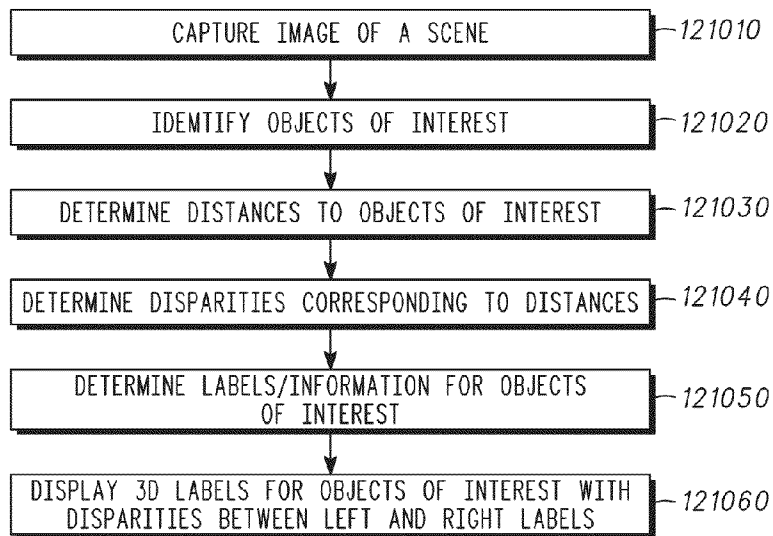 CAPTURE IMAGE OF A SCENE 121010
IDEMTIFY OBJECTS OF INTEREST 121020
DETERMINE DISTANCES TO OBJECTS OF INTEREST 121030
DETERMINE DISPARITIES CORRESPONDING TO DISTANCES 121040
DETERMINE LABELS/INFORMATION FOR OBJECTS
OF INTEREST 121050
DISPLAY 3D LABELS FOR OBJECTS OF INTEREST WITH
DISPARITIES BETWEEN LEFT AND RIGHT LABELS 121060